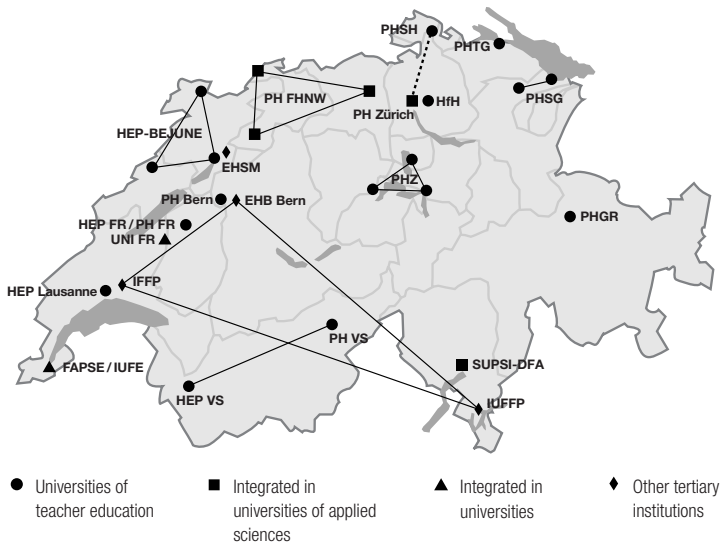 PHSH
PHTG
PH FHNW
PHSG
HfH
PH Zürich
HEP-BEJUNE
EHSM
PHZ
PH Bern
EHB Bern
PHGR
HEP FR / PH FR
UNI FR
IFFP
HEP Lausanne
PH VS
SUPSI-DFA
FAPSE / IUFE
HEP VS
IUFFP
Universities of
teacher education
Integrated in
universities of applied
sciences
Integrated in
universities
Other tertiary
institutions